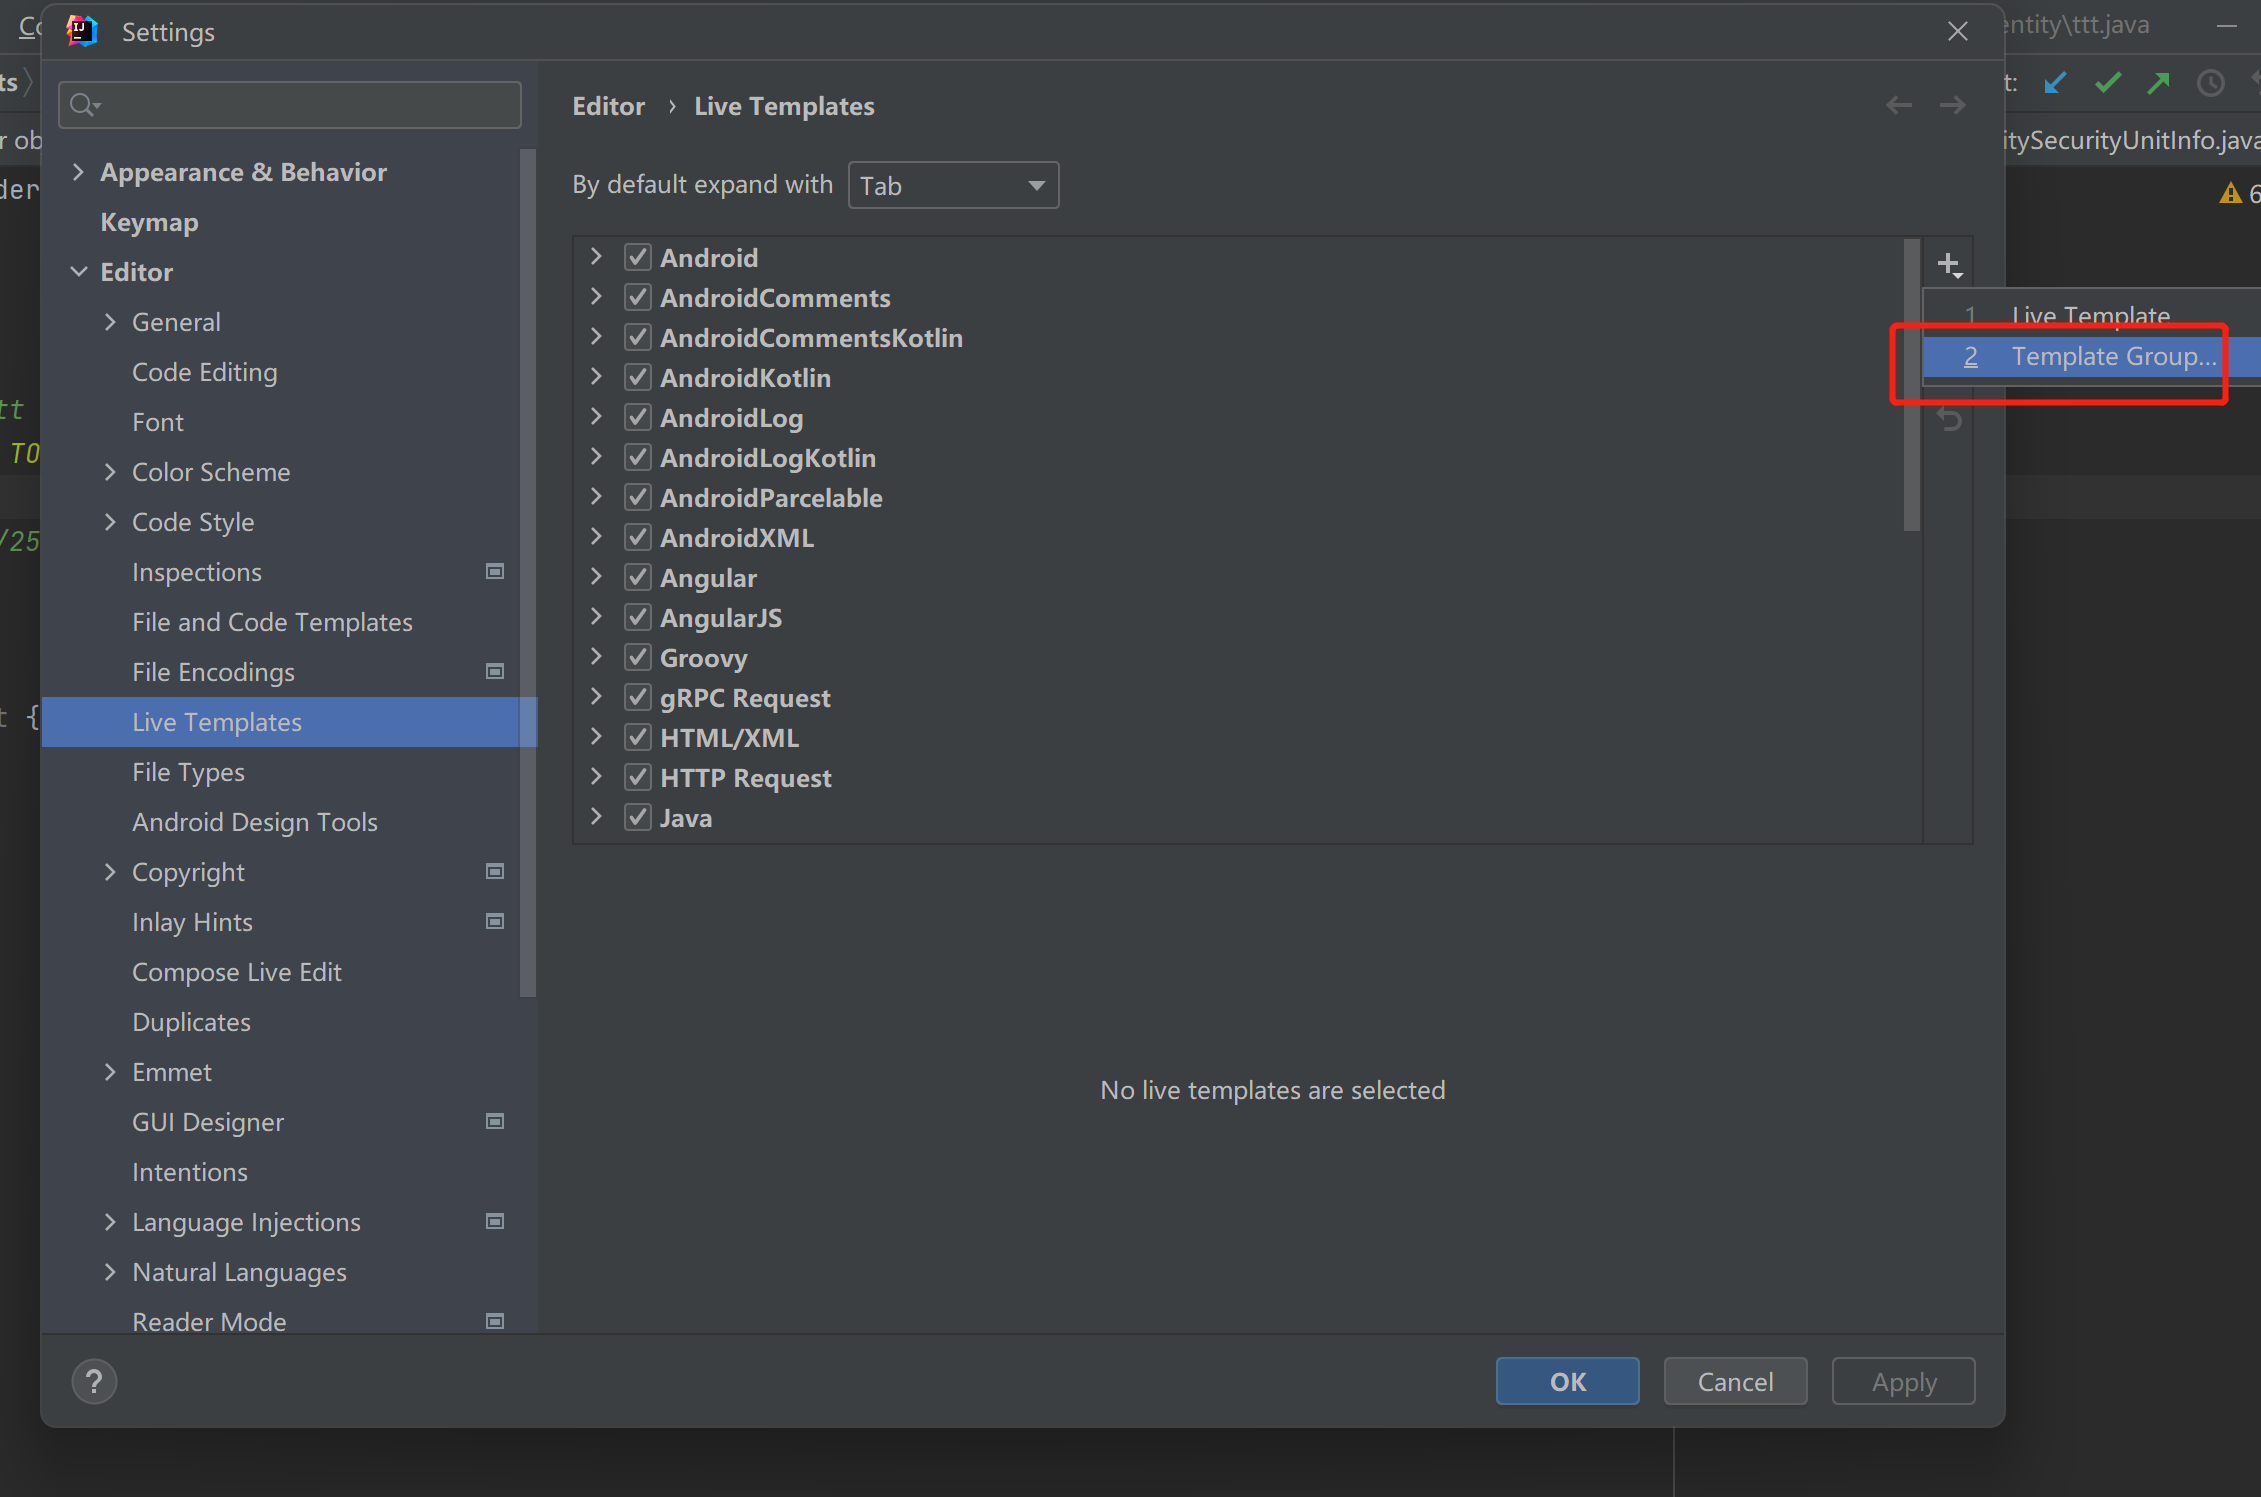 Settings
entity\ttt.java
ts
t:
Editor › Live Templates
r ob
itySecurityUnitInfo.java
Appearance & Behavior
By default expand with Tab
der
6
Keymap
Editor
General
Code Editing
Font
Color Scheme
Code Style
Inspections
File and Code Templates
File Encodings
Live Templates
File Types
Android Design Tools
Copyright
Inlay Hints
Compose Live Edit
Duplicates
Emmet
GUI Designer
Intentions
Language Injections
Natural Languages
Reader Mode
tt
TO
/25
t {
Android
AndroidComments
AndroidCommentsKotlin
AndroidKotlin
AndroidLog
AndroidLogKotlin
AndroidParcelable
AndroidXML
Angular
AngularJS
Groovy
gRPC Request
HTML/XML
HTTP Request
Java
1 Live Template
2 Template Group...
No live templates are selected
?
OK
Cancel
Apply